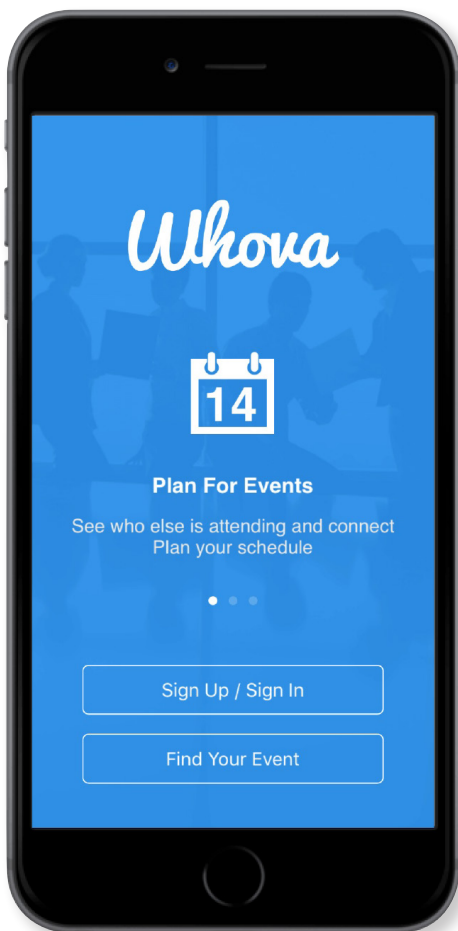 Whova
14
Plan For Events
See who else is attending and connect
Plan your schedule
Sign Up / Sign In
Find Your Event